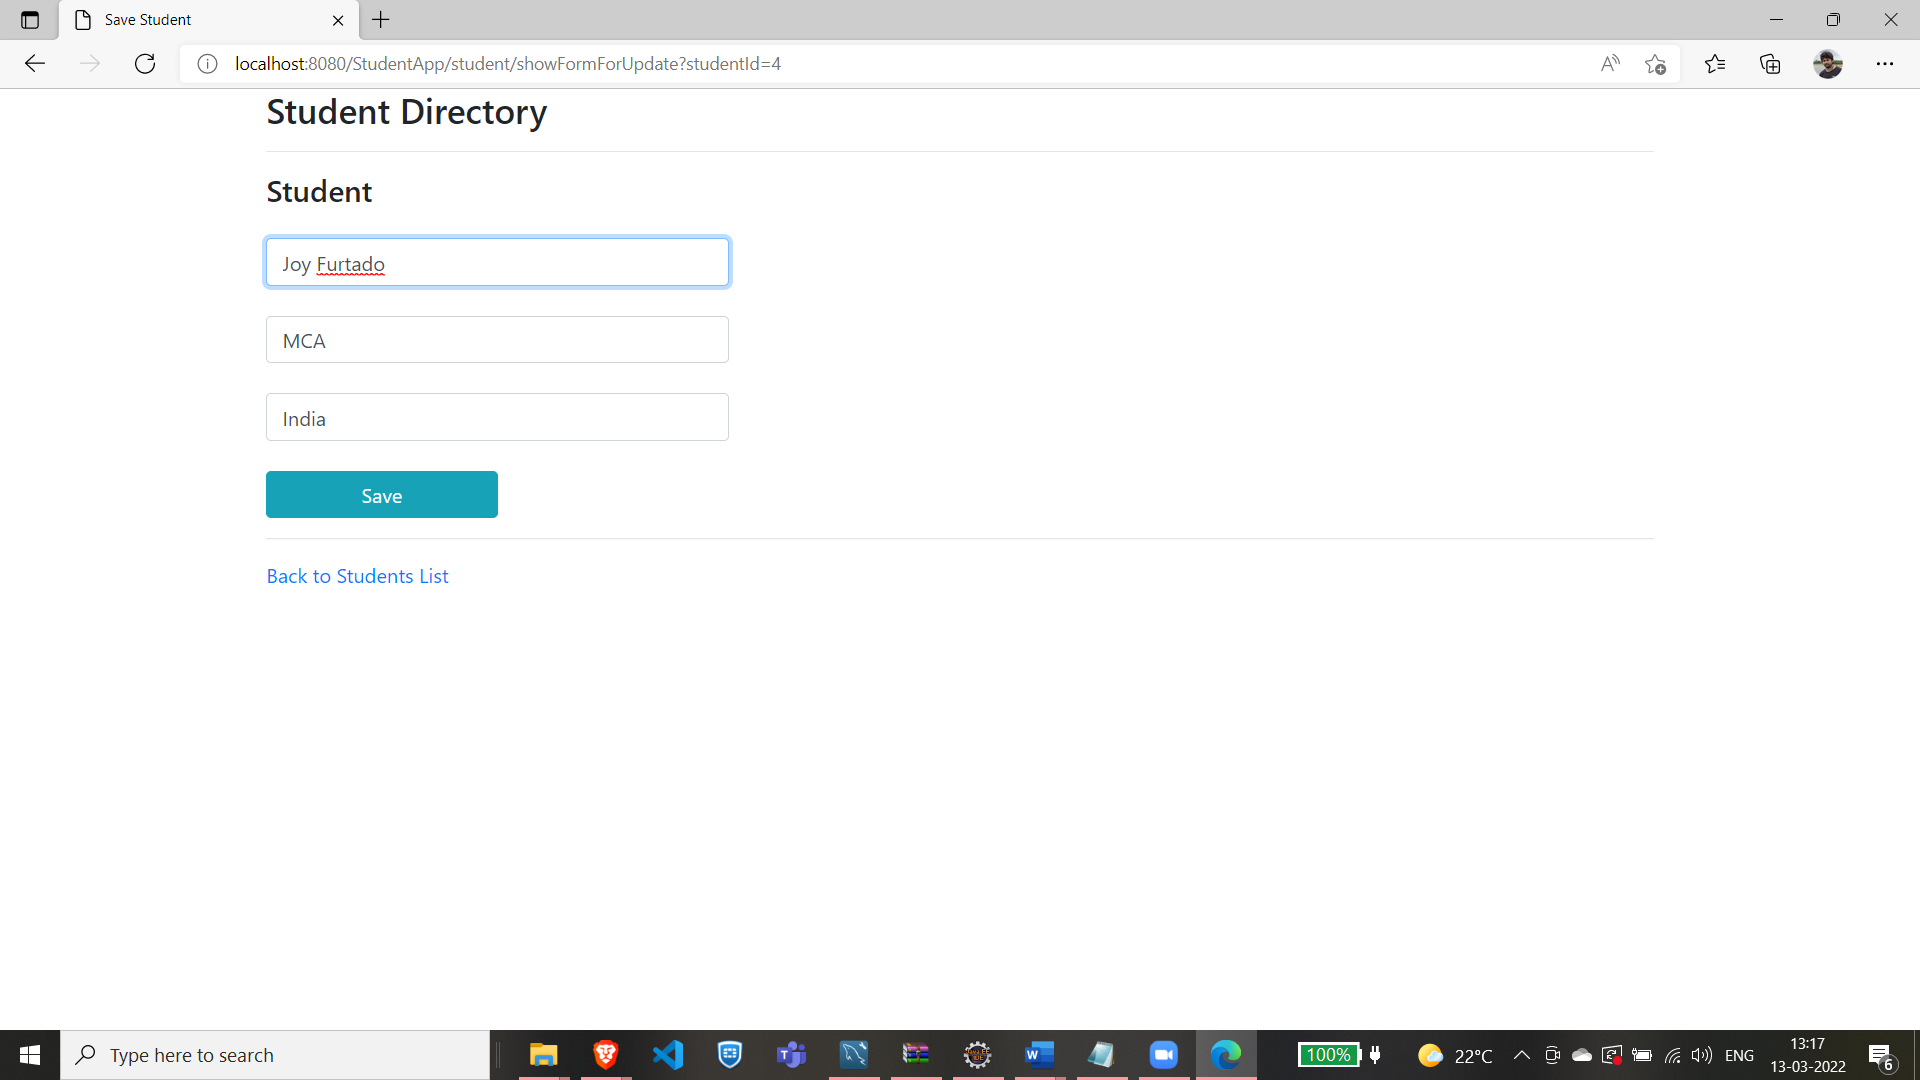 Save Student
localhost:8080/StudentApp/student/showFormForUpdate?studentId=4
Student Directory
Student
Joy Furtado
MCA
India
Save
Back to Students List
Type here to search
100%
22°C
ENG
13:17
13-03-2022
6